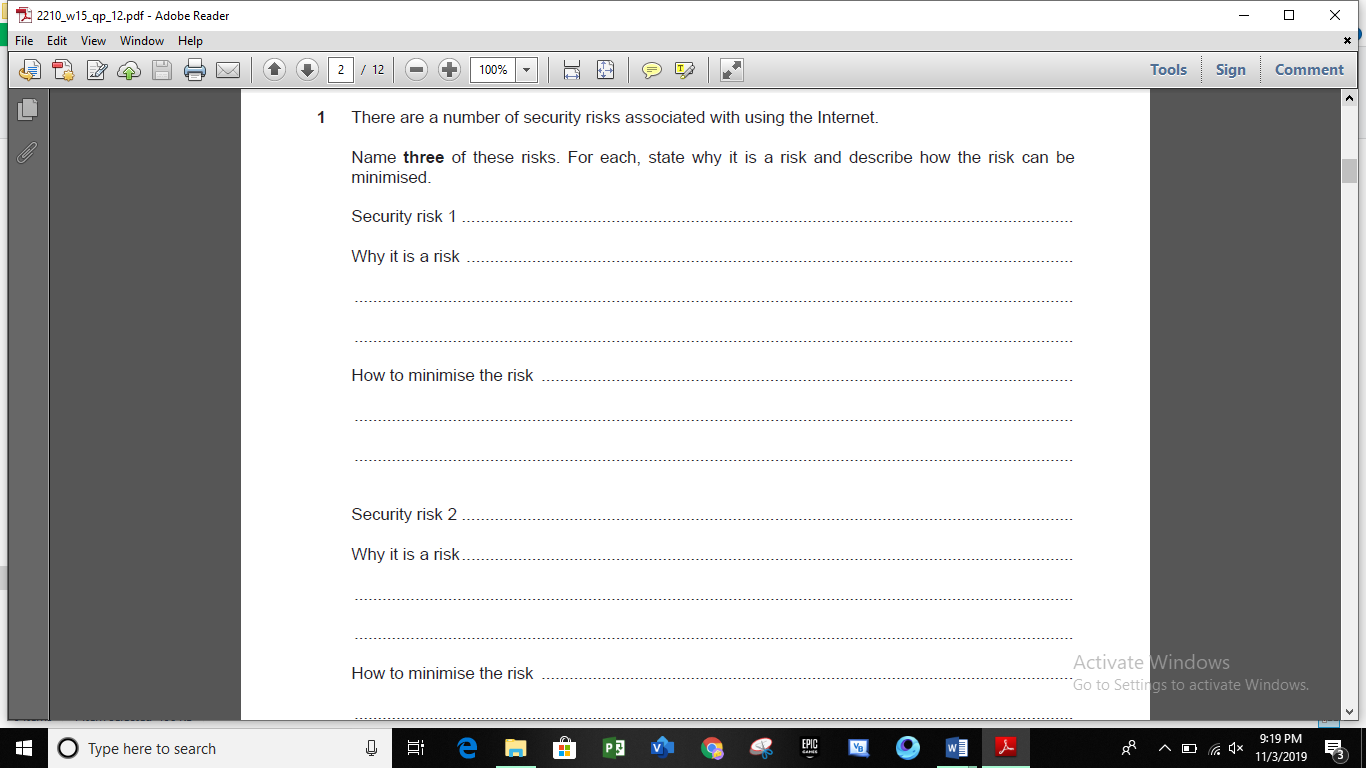 2210_w15_qp_12.pdf - Adobe Reader
File Edit View Window Help
2 / 12 100% Tools Sign Comment
1 There are a number of security risks associated with using the Internet.
Name three of these risks. For each, state why it is a risk and describe how the risk can be
minimised.
Security risk 1 ....................
Why it is a risk ....................
....................
....................
How to minimise the risk ....................
....................
....................
Security risk 2 ....................
Why it is a risk ....................
....................
....................
How to minimise the risk ....................
....................
Activate Windows
Go to Settings to activate Windows.
Type here to search
EPIC
GAMES
VB
9:19 PM
11/3/2019
3